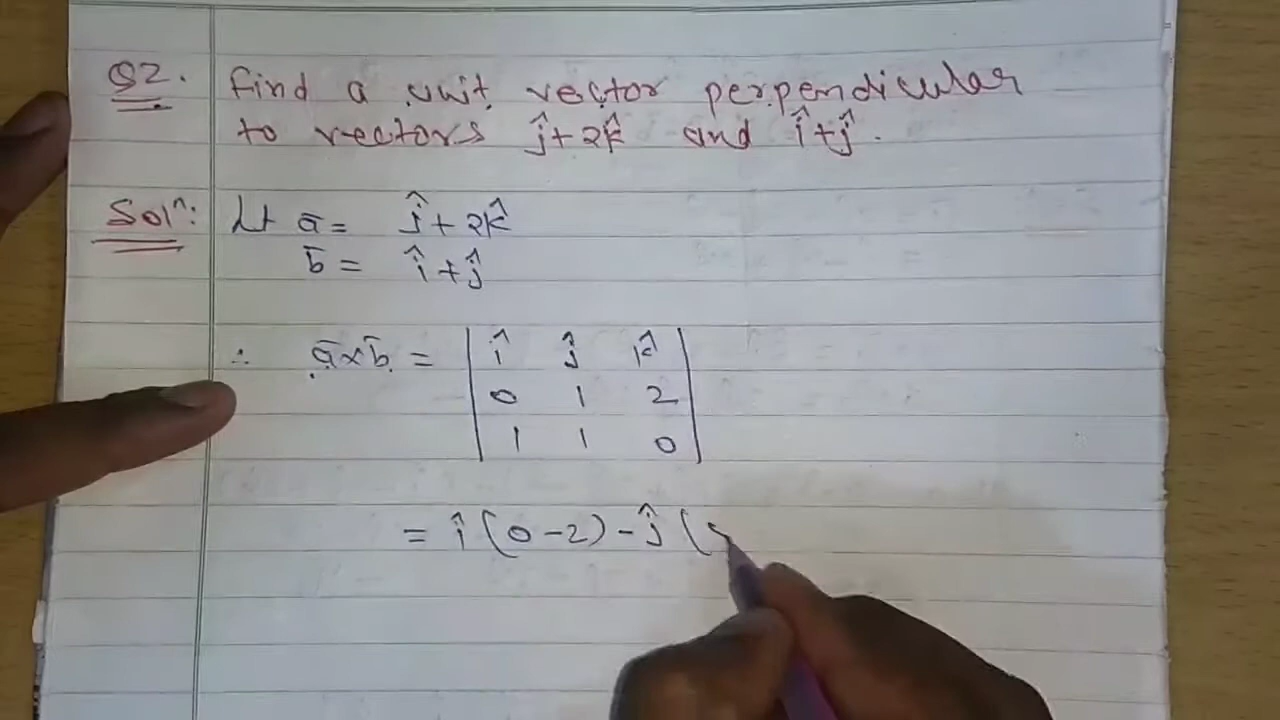 Q2. Find a unit vector perpendicular
to vectors ĵ+2k̂ and î+ĵ.
Solⁿ: Lt ā = ĵ+2k̂
b̄ = î+ĵ
∴ ā×b̄ = | î ĵ k̂ |
| 0 1 2 |
| 1 1 0 |
= î(0-2)-ĵ(